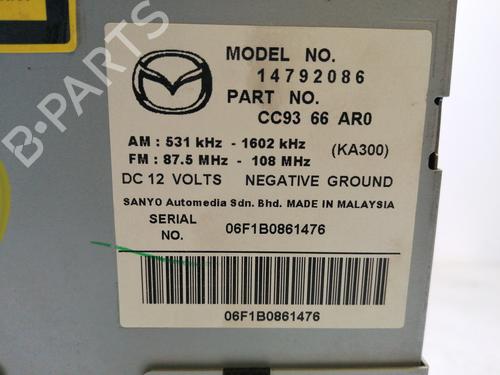 MODEL NO.
14792086
PART NO.
CC93 66 AR0
AM : 531 kHz - 1602 kHz
(KA300)
FM : 87.5 MHz - 108 MHz
DC 12 VOLTS NEGATIVE GROUND
SANYO Automedia Sdn. Bhd. MADE IN MALAYSIA
SERIAL NO. 06F1B0861476
06F1B0861476
B-PARTS